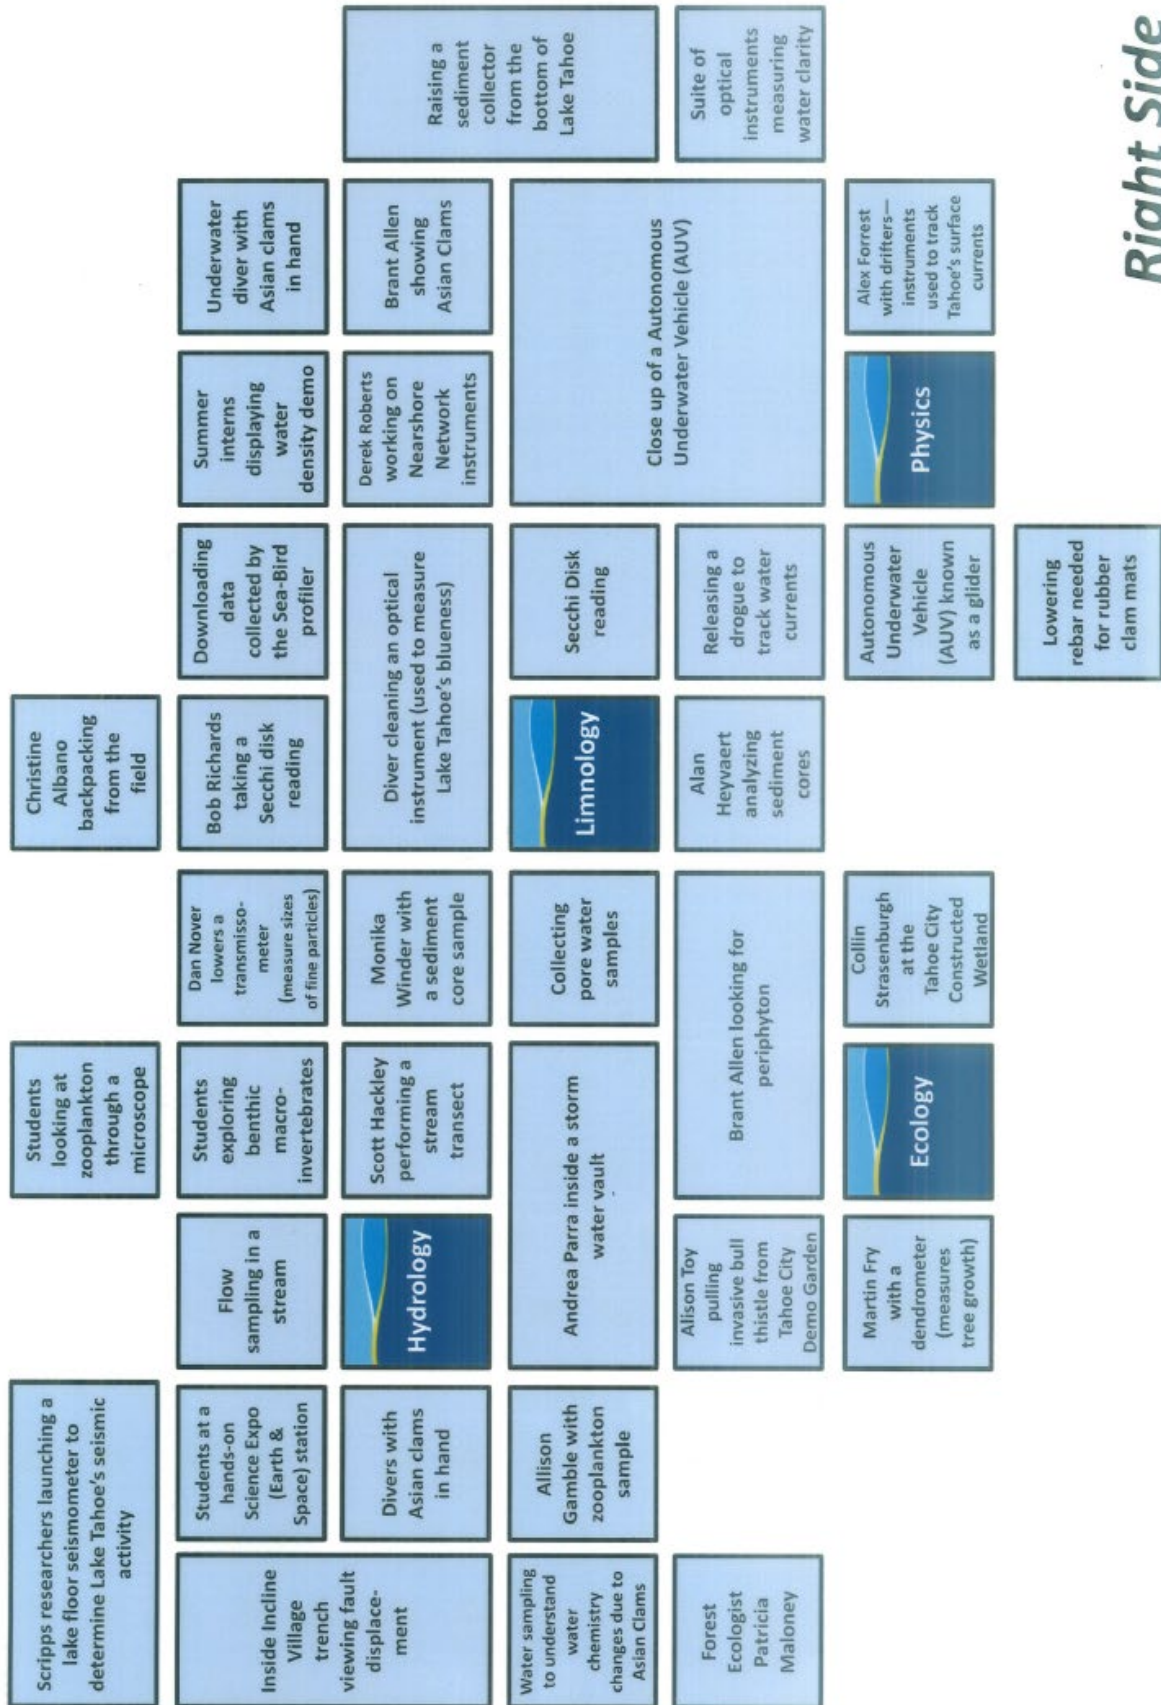 Scripps researchers launching a
lake floor seismometer to
determine Lake Tahoe's seismic
activity
Students
looking at
zooplankton
through a
microscope
Christine
Albano
backpacking
from the
field
Inside Incline
Village
trench
viewing fault
displace-
ment
Students at a
hands-on
Science Expo
(Earth &
Space) station
Flow
sampling in a
stream
Students
exploring
benthic
macro-
invertebrates
Dan Nover
lowers a
transmisso-
meter
(measure sizes
of fine particles)
Bob Richards
taking a
Secchi disk
reading
Downloading
data
collected by
the Sea-Bird
profiler
Summer
interns
displaying
water
density demo
Underwater
diver with
Asian clams
in hand
Divers with
Asian clams
in hand
Hydrology
Scott Hackley
performing a
stream
transect
Monika
Winder with
a sediment
core sample
Diver cleaning an optical
instrument (used to measure
Lake Tahoe's blueness)
Derek Roberts
working on
Nearshore
Network
instruments
Brant Allen
showing
Asian Clams
Raising a
sediment
collector
from the
bottom of
Lake Tahoe
Water sampling
to understand
water
chemistry
changes due to
Asian Clams
Allison
Gamble with
zooplankton
sample
Andrea Parra inside a storm
water vault
Collecting
pore water
samples
Limnology
Secchi Disk
reading
Close up of a Autonomous
Underwater Vehicle (AUV)
Forest
Ecologist
Patricia
Maloney
Alison Toy
pulling
invasive bull
thistle from
Tahoe City
Demo Garden
Brant Allen looking for
periphyton
Alan
Heyvaert
analyzing
sediment
cores
Releasing a
drogue to
track water
currents
Suite of
optical
instruments
measuring
water clarity
Martin Fry
with a
dendrometer
(measures
tree growth)
Ecology
Collin
Strasenburgh
at the
Tahoe City
Constructed
Wetland
Autonomous
Underwater
Vehicle
(AUV) known
as a glider
Physics
Alex Forrest
with drifters—
instruments
used to track
Tahoe's surface
currents
Lowering
rebar needed
for rubber
clam mats
Right Side